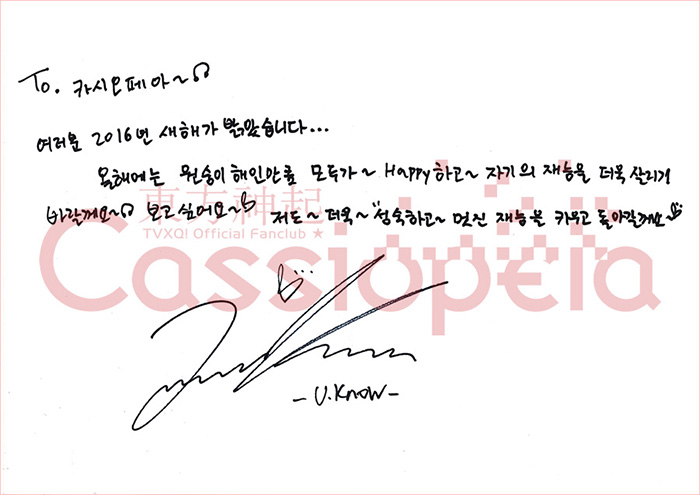 To. 카시오페아~
여러분 2016년 새해가 밝았습니다...
올해에는 원숭이해인만큼 모두가~ Happy하고~ 자기의 재능을 더욱 살리기
바랄게요~ 보고싶어요~ 저도~ 더욱~ 성숙하고~ 멋진 재능을 키우고 돌아갈게요~
東方神起
TVXQ! Official Fanclub ★
Cassiopeia
-U.Know-